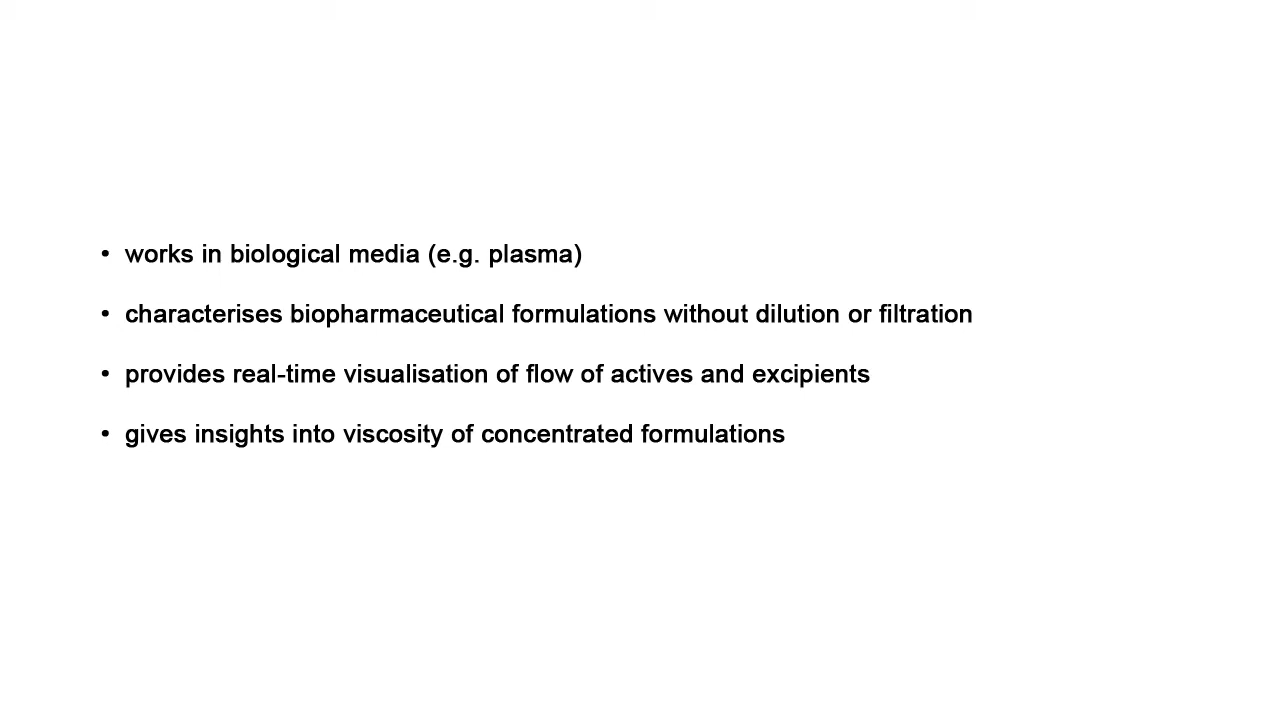 • works in biological media (e.g. plasma)
• characterises biopharmaceutical formulations without dilution or filtration
• provides real-time visualisation of flow of actives and excipients
• gives insights into viscosity of concentrated formulations